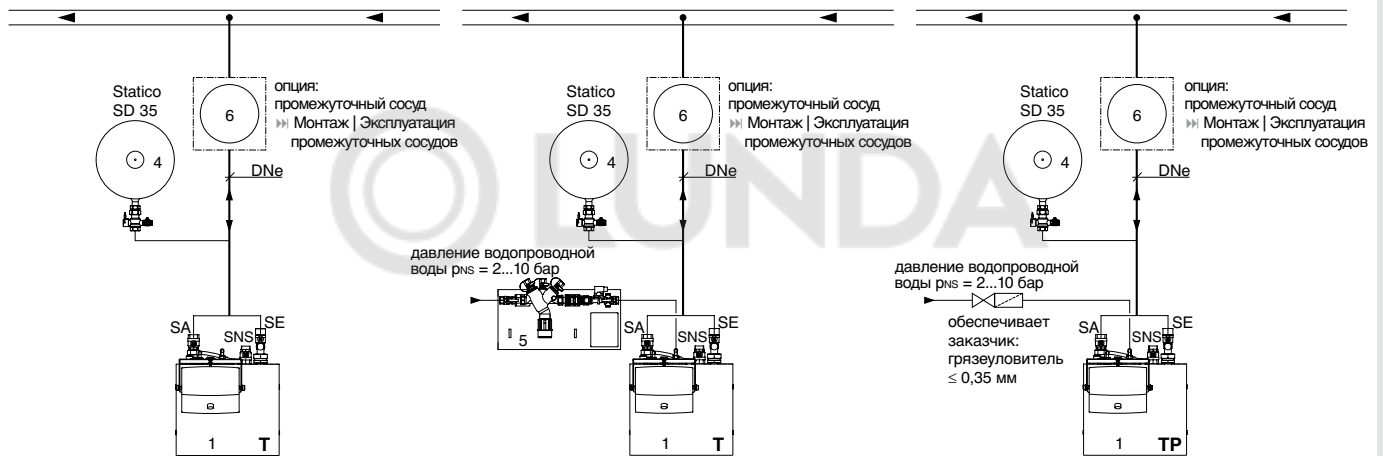 Statico
SD 35
4
6
опция:
промежуточный сосуд
Монтаж | Эксплуатация
промежуточных сосудов
DNe
SA
SNS
SE
1
T
Statico
SD 35
4
6
опция:
промежуточный сосуд
Монтаж | Эксплуатация
промежуточных сосудов
DNe
давление водопроводной
воды pNS = 2...10 бар
5
SA
SNS
SE
1
T
Statico
SD 35
4
6
опция:
промежуточный сосуд
Монтаж | Эксплуатация
промежуточных сосудов
DNe
давление водопроводной
воды pNS = 2...10 бар
обеспечивает
заказчик:
грязеуловитель
≤ 0,35 мм
SA
SNS
SE
1
TP
LUNDA